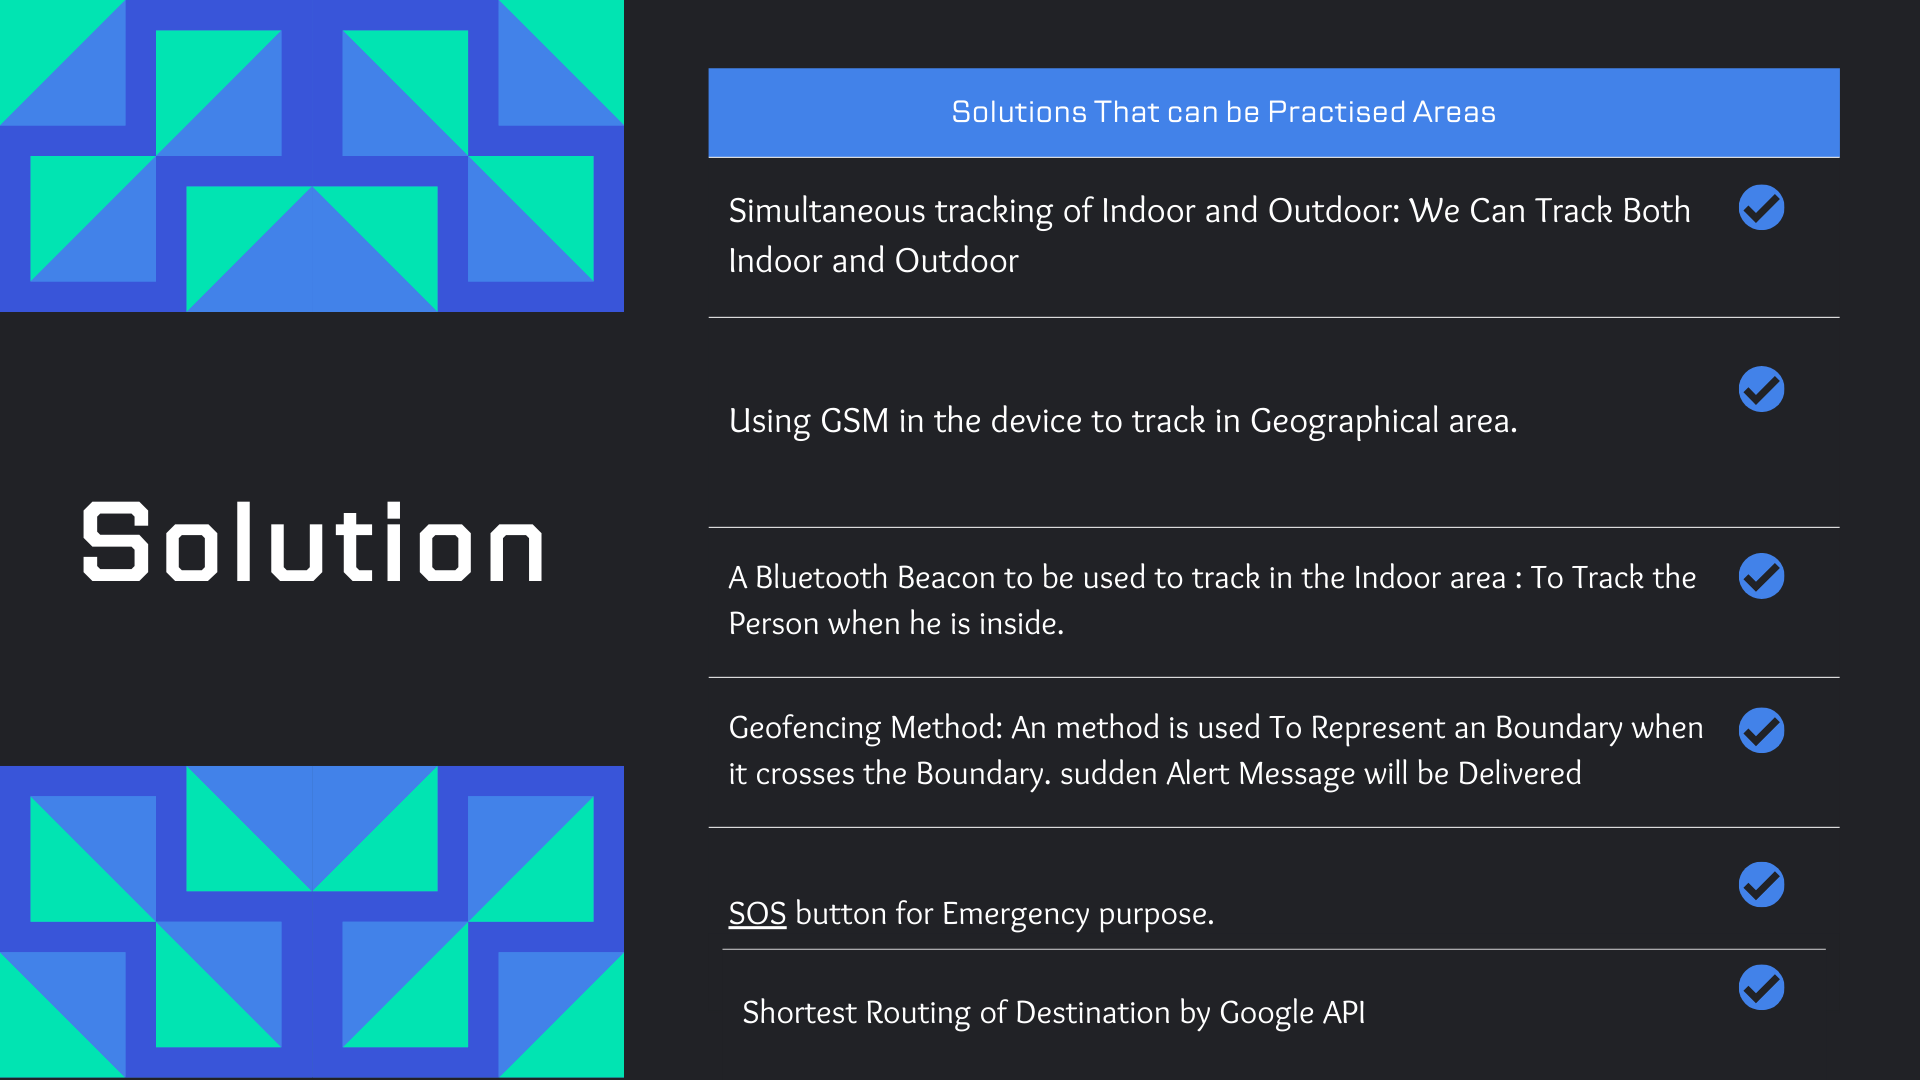 Solution
Solutions That can be Practised Areas
Simultaneous tracking of Indoor and Outdoor: We Can Track Both
Indoor and Outdoor
Using GSM in the device to track in Geographical area.
A Bluetooth Beacon to be used to track in the Indoor area : To Track the
Person when he is inside.
Geofencing Method: An method is used To Represent an Boundary when
it crosses the Boundary. sudden Alert Message will be Delivered
SOS button for Emergency purpose.
Shortest Routing of Destination by Google API